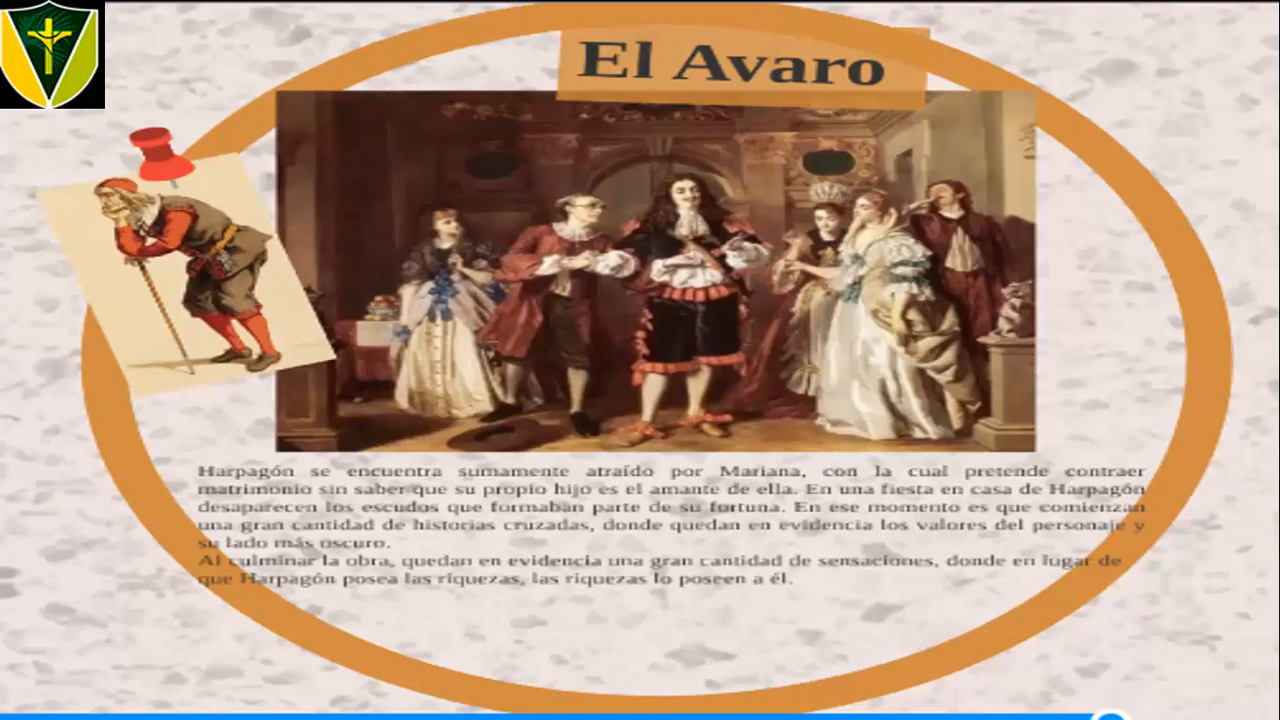 El Avaro
Harpagón se encuentra sumamente atraído por Mariana, con la cual pretende contraer
matrimonio sin saber que su propio hijo es el amante de ella. En una fiesta en casa de Harpagón
desaparecen los escudos que formaban parte de su fortuna. En ese momento es que comienzan
una gran cantidad de historias cruzadas, donde quedan en evidencia los valores del personaje y
su lado más oscuro.
Al culminar la obra, quedan en evidencia una gran cantidad de sensaciones, donde en lugar de
que Harpagón posea las riquezas, las riquezas lo poseen a él.